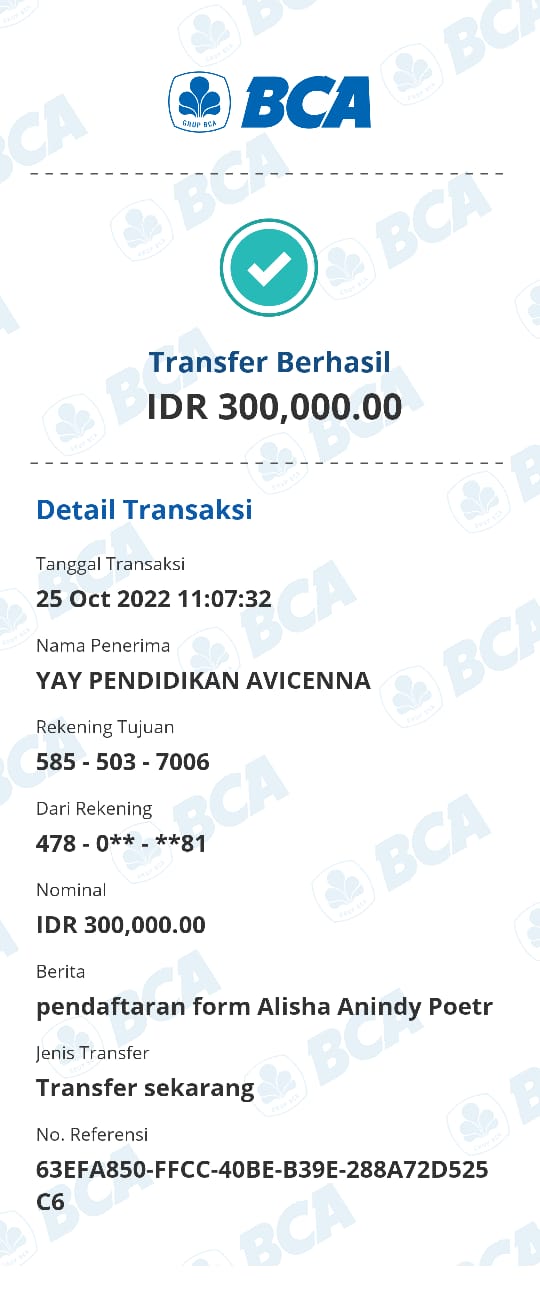 GRUP BCA BCA
Transfer Berhasil
IDR 300,000.00
Detail Transaksi
Tanggal Transaksi
25 Oct 2022 11:07:32
Nama Penerima
YAY PENDIDIKAN AVICENNA
Rekening Tujuan
585 - 503 - 7006
Dari Rekening
478 - 0** - **81
Nominal
IDR 300,000.00
Berita
pendaftaran form Alisha Anindy Poetr
Jenis Transfer
Transfer sekarang
No. Referensi
63EFA850-FFCC-40BE-B39E-288A72D525
C6